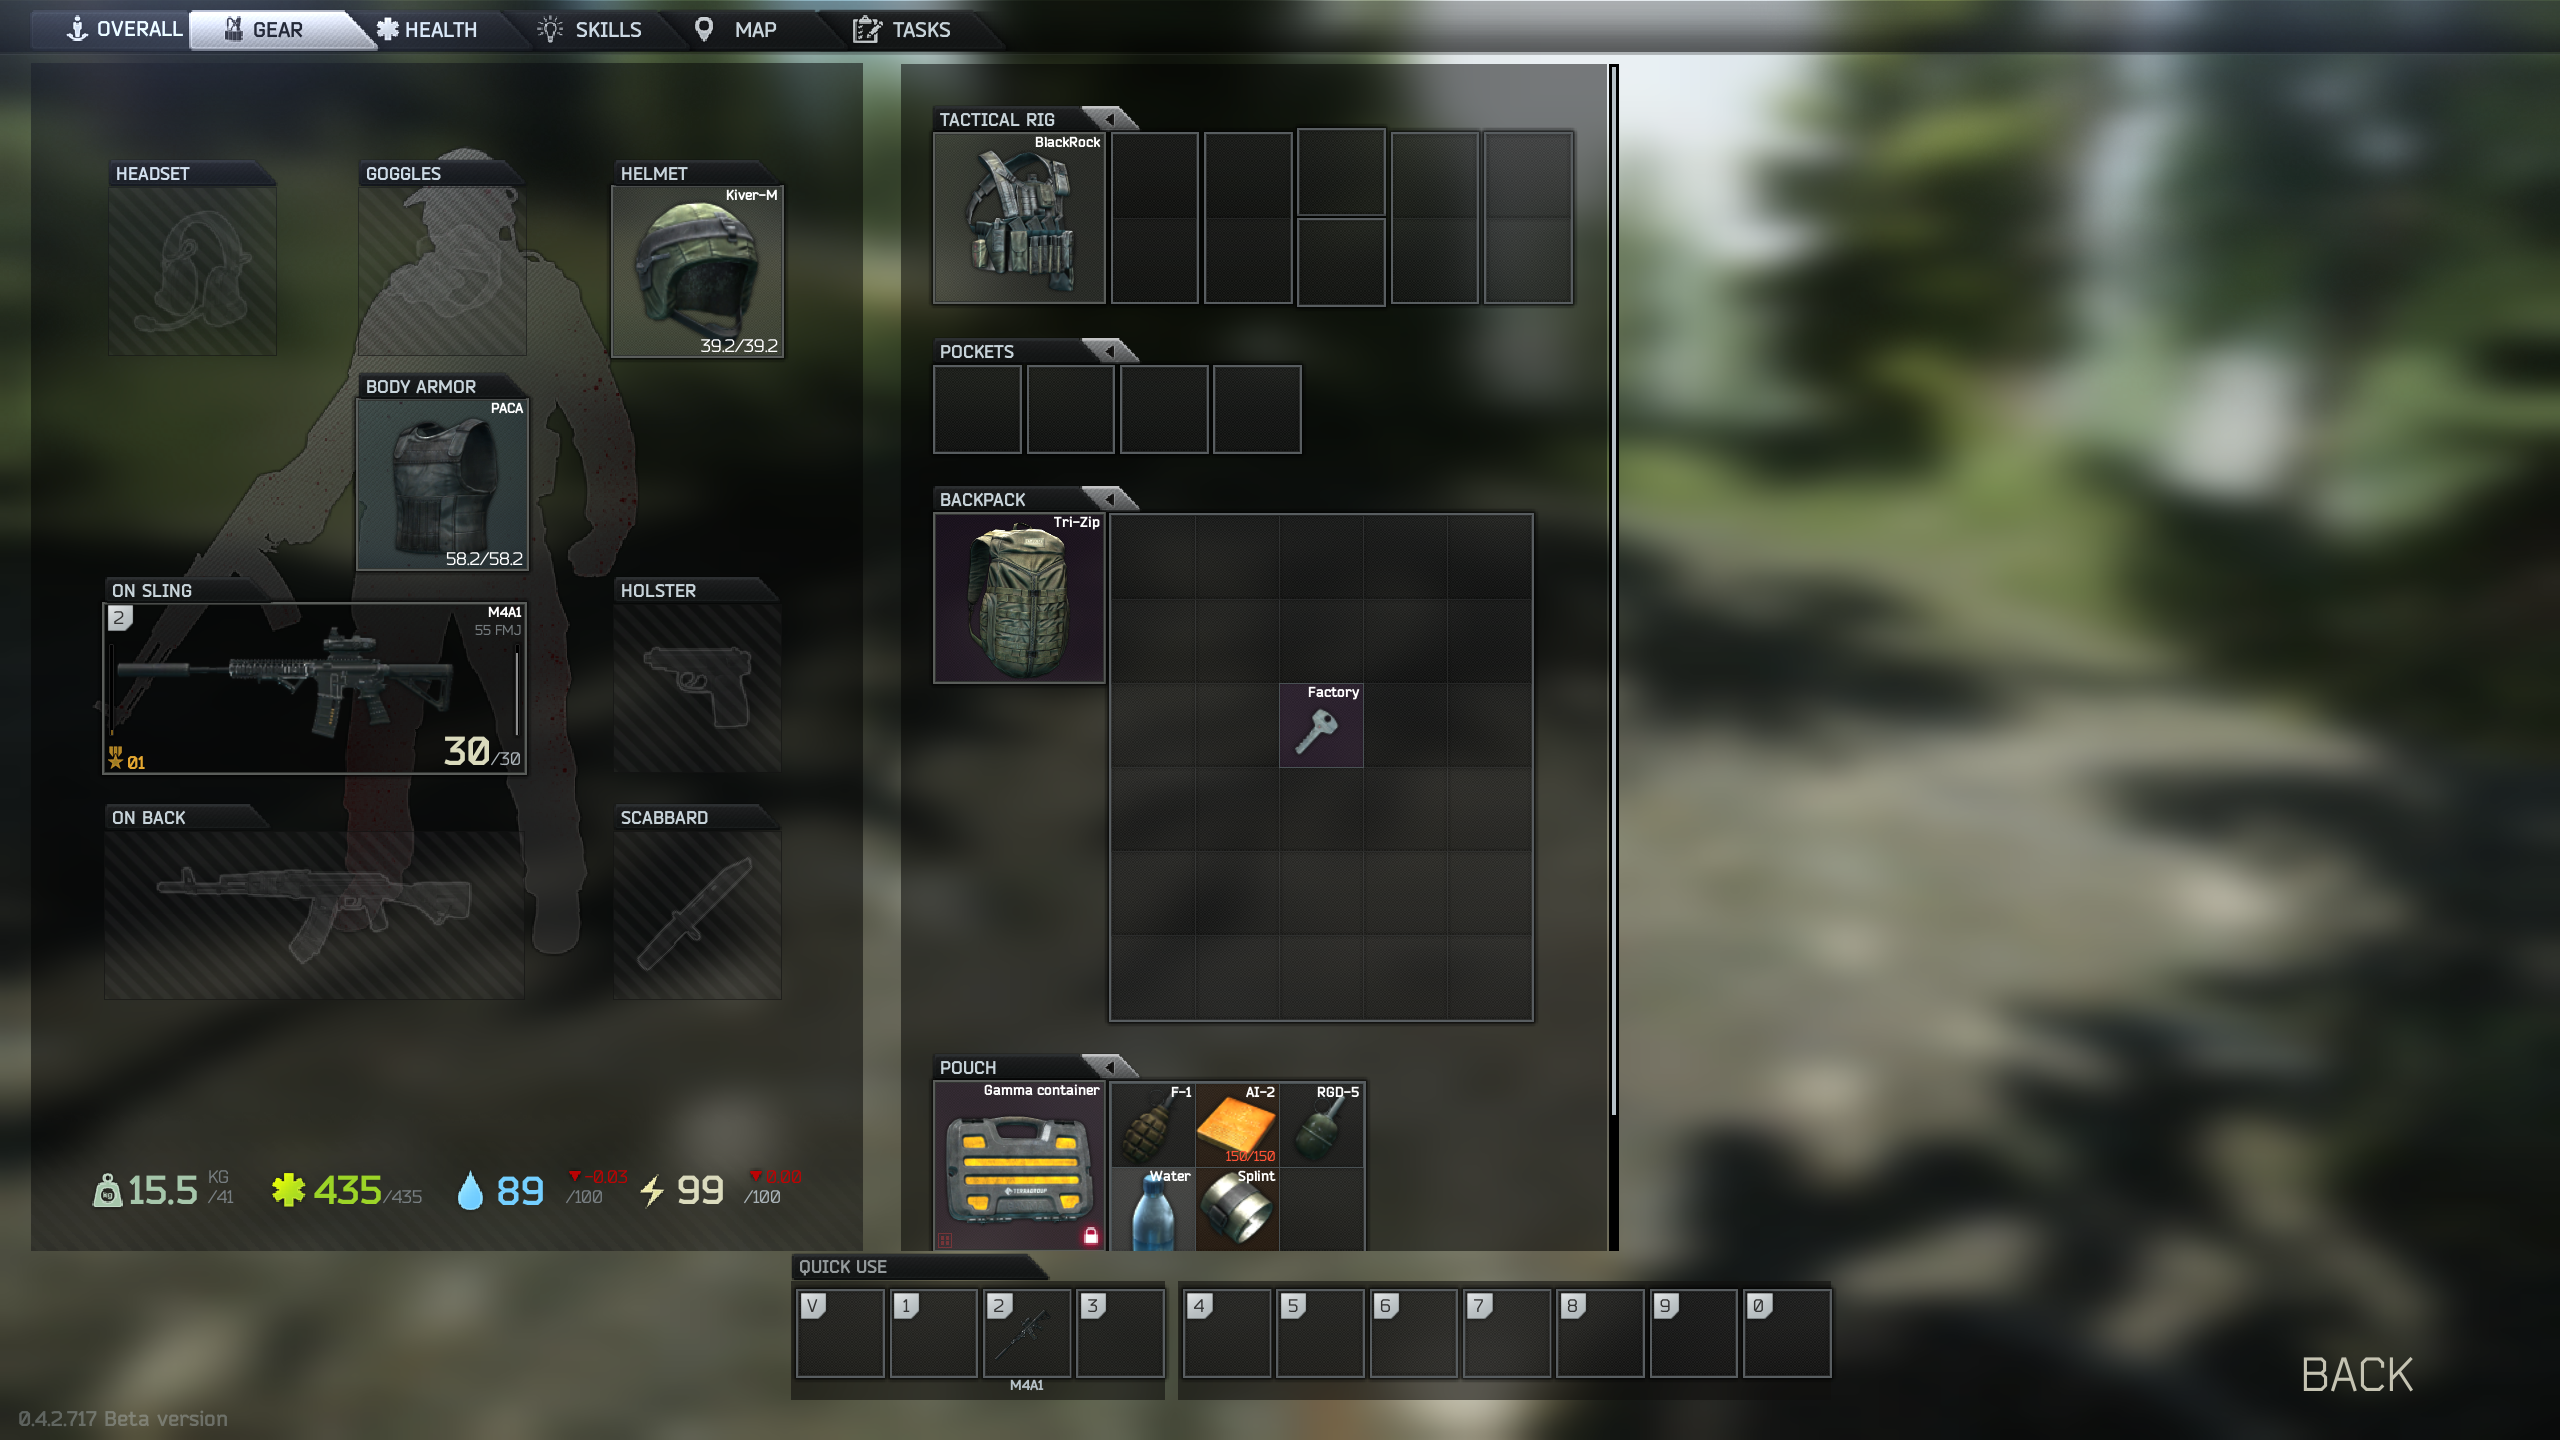 OVERALL
GEAR
HEALTH
SKILLS
MAP
TASKS
HEADSET
GOGGLES
HELMET
Kiver-M
39.2/39.2
BODY ARMOR
PACA
58.2/58.2
ON SLING
2
M4A1
55 FMJ
01
30/30
HOLSTER
ON BACK
SCABBARD
15.5 KG /41
435/435
89 -0.03 /100
99 0.00 /100
TACTICAL RIG
BlackRock
POCKETS
BACKPACK
Tri-Zip
Factory
POUCH
Gamma container
TERRAGROUP
F-1
AI-2
150/150
RGD-5
Water
Splint
QUICK USE
V
1
2
3
4
5
6
7
8
9
0
M4A1
BACK
0.4.2.717 Beta version